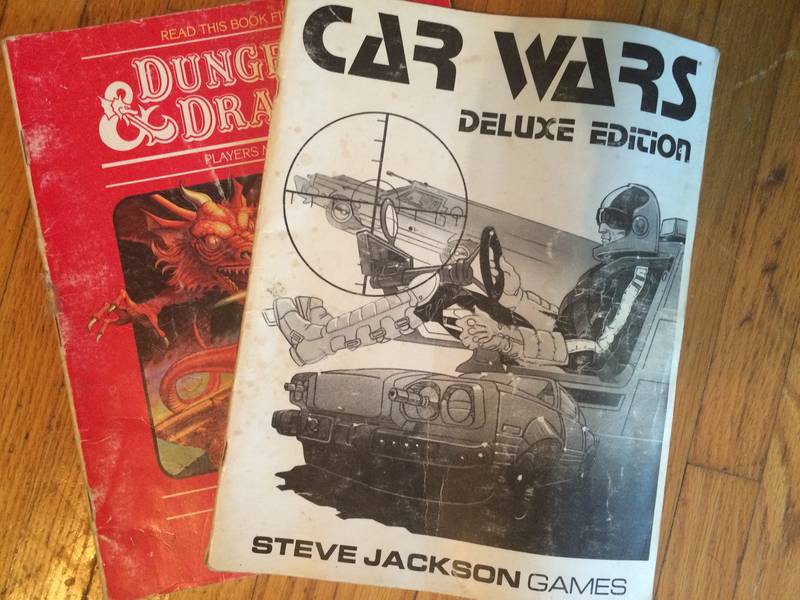 READ THIS BOOK
DUNGE
& DRA
PLAYERS
CAR WARS
DELUXE EDITION
STEVE JACKSON GAMES